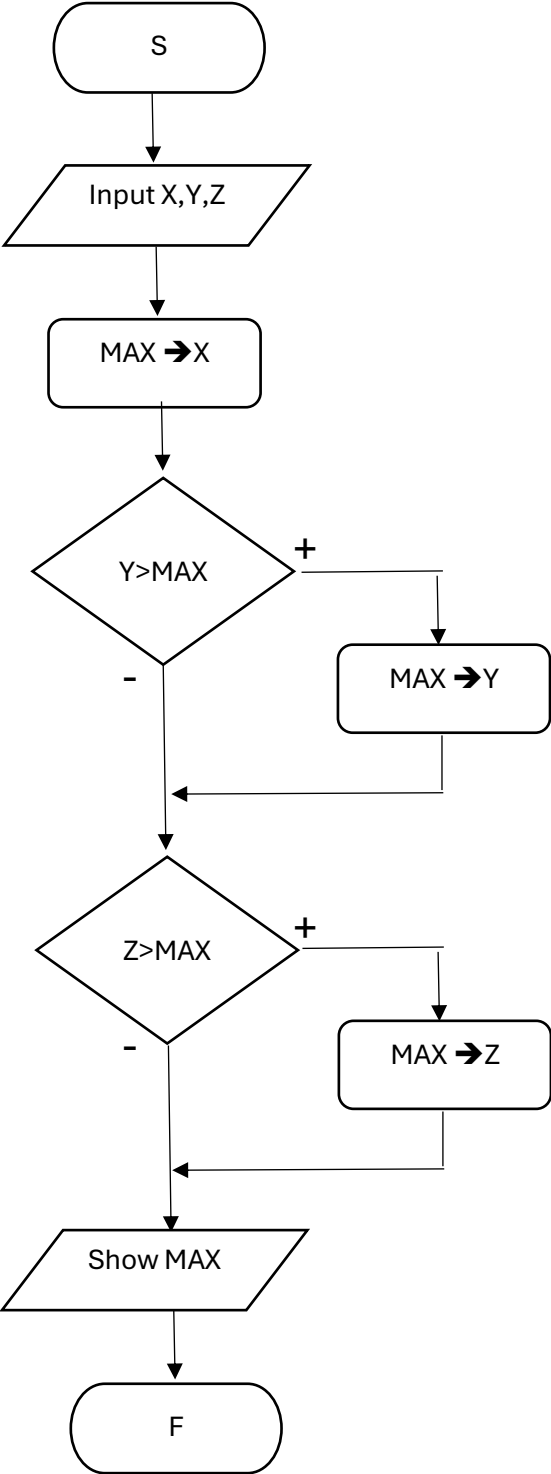 S
Input X,Y,Z
MAX ➔X
Y>MAX
+
MAX ➔Y
-
Z>MAX
+
MAX ➔Z
-
Show MAX
F